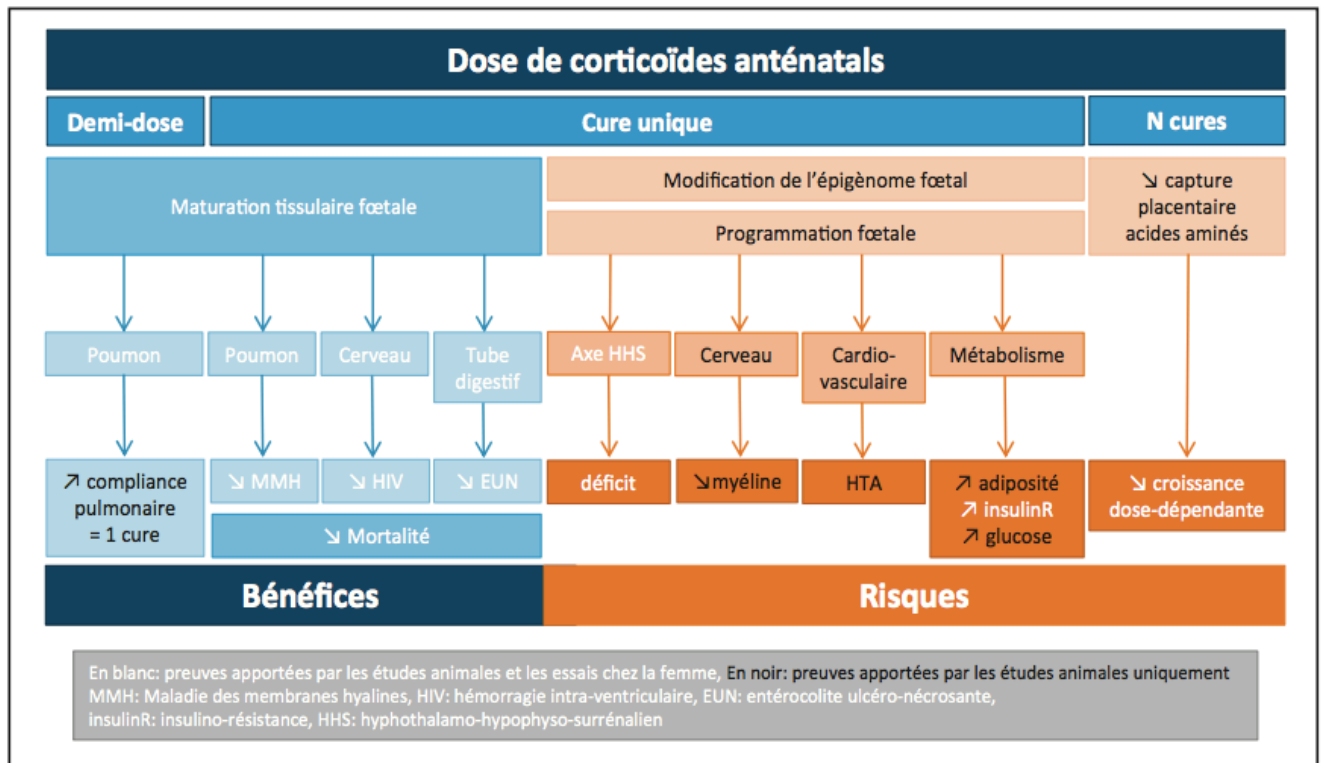 Dose de corticoïdes anténatals
Demi-dose
Cure unique
N cures
Maturation tissulaire fœtale
Modification de l'épigènome fœtal
Programmation fœtale
↘ capture
placentaire
acides aminés
Poumon
Poumon
Cerveau
Tube
digestif
Axe HHS
Cerveau
Cardio-
vasculaire
Métabolisme
↗ compliance
pulmonaire
= 1 cure
↘ MMH
↘ HIV
↘ EUN
↘ Mortalité
déficit
↘myéline
HTA
↗ adiposité
↗ insulinR
↗ glucose
↘ croissance
dose-dépendante
Bénéfices
Risques
En blanc: preuves apportées par les études animales et les essais chez la femme, En noir: preuves apportées par les études animales uniquement
MMH: Maladie des membranes hyalines, HIV: hémorragie intra-ventriculaire, EUN: entérocolite ulcéro-nécrosante,
insulinR: insulino-résistance, HHS: hyphothalamo-hypophyso-surrénalien